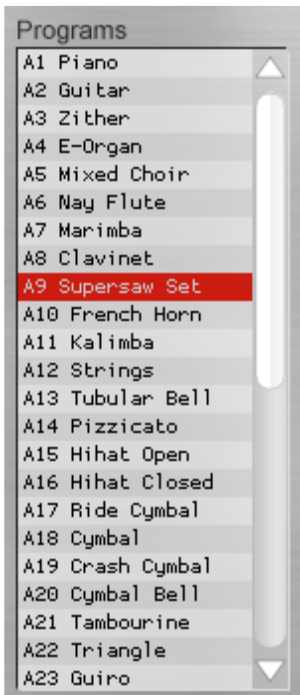 Programs
A1 Piano
A2 Guitar
A3 Zither
A4 E-Organ
A5 Mixed Choir
A6 Nay Flute
A7 Marimba
A8 Clavinet
A9 Supersaw Set
A10 French Horn
A11 Kalimba
A12 Strings
A13 Tubular Bell
A14 Pizzicato
A15 Hihat Open
A16 Hihat Closed
A17 Ride Cymbal
A18 Cymbal
A19 Crash Cymbal
A20 Cymbal Bell
A21 Tambourine
A22 Triangle
A23 Guiro